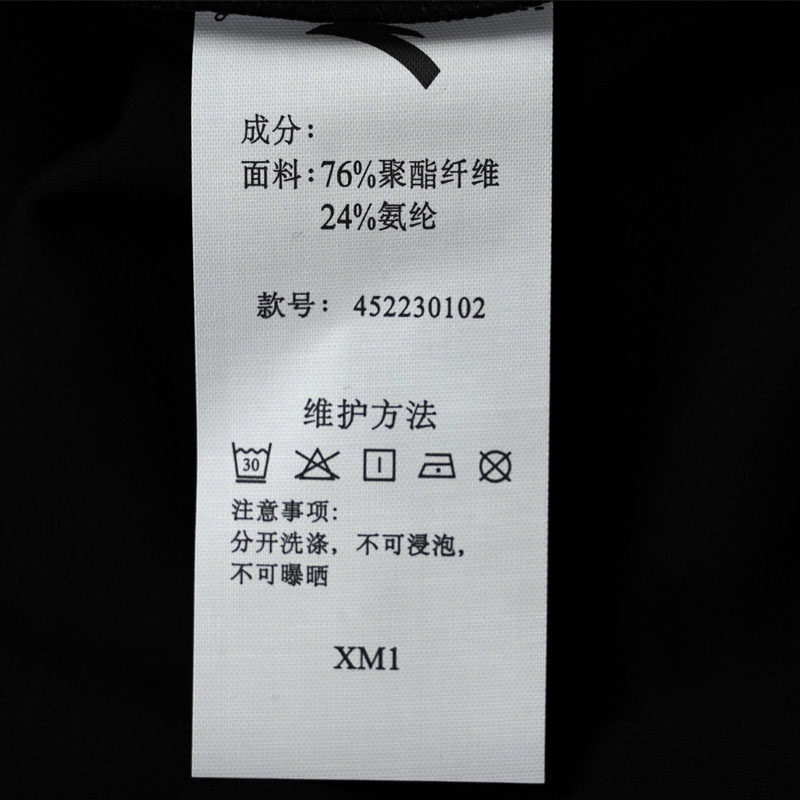 成分：
面料：76%聚酯纤维
24%氨纶
款号： 452230102
维护方法
30
注意事项：
分开洗涤，不可浸泡，
不可曝晒
XM1